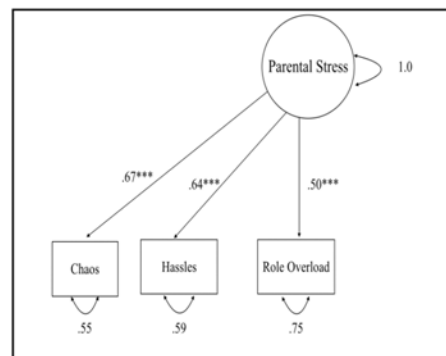 Parental Stress
1.0
.67***
.64***
.50***
Chaos
Hassles
Role Overload
.55
.59
.75